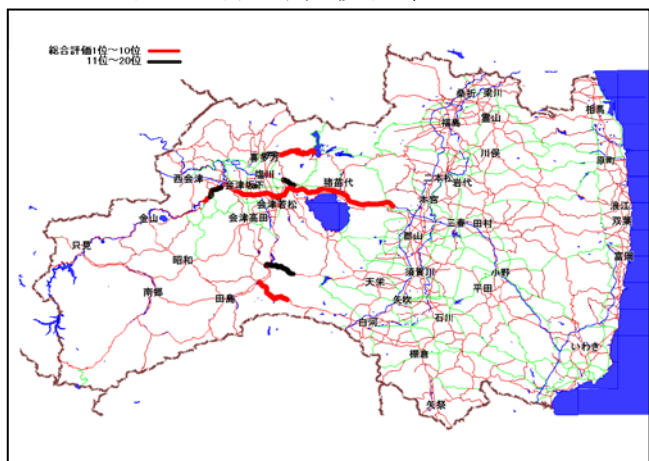 総合評価1位～10位
11位～20位
桑折 梁川
相馬
福島
霊山
喜多方
川俣
原町
塩川
西会津
会津坂下
猪苗代
二本松
岩代
本宮
浪江
会津若松
双葉
金山
会津高田
三春 田村
只見
郡山
富岡
昭和
須賀川
小野
天栄
平田
南郷
田島
矢吹
白河
石川
いわき
棚倉
矢祭